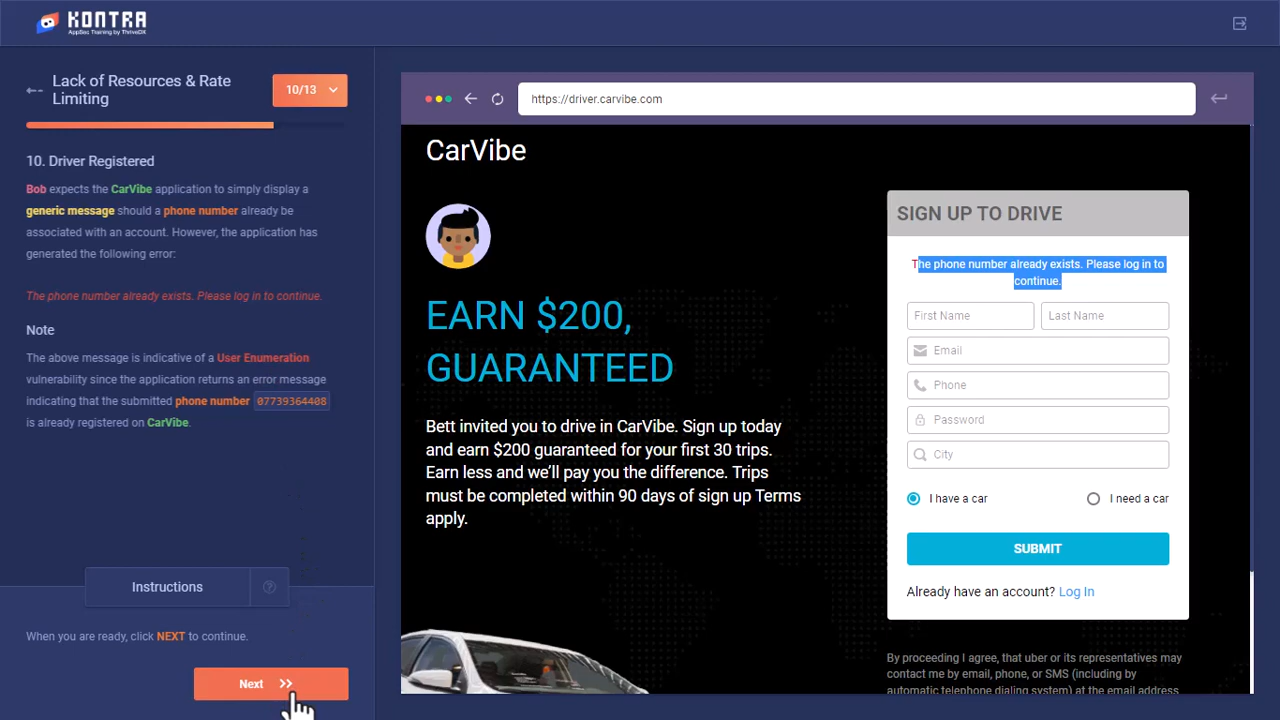 KONTRA
AppSec Training by ThriveDX
Lack of Resources & Rate
Limiting
10/13
10. Driver Registered
Bob expects the CarVibe application to simply display a
generic message should a phone number already be
associated with an account. However, the application has
generated the following error:
The phone number already exists. Please log in to continue.
Note
The above message is indicative of a User Enumeration
vulnerability since the application returns an error message
indicating that the submitted phone number 07739364408
is already registered on CarVibe.
Instructions
When you are ready, click NEXT to continue.
Next
https://driver.carvibe.com
CarVibe
EARN $200,
GUARANTEED
Bett invited you to drive in CarVibe. Sign up today
and earn $200 guaranteed for your first 30 trips.
Earn less and we’ll pay you the difference. Trips
must be completed within 90 days of sign up Terms
apply.
SIGN UP TO DRIVE
The phone number already exists. Please log in to
continue.
First Name
Last Name
Email
Phone
Password
City
I have a car
I need a car
SUBMIT
Already have an account? Log In
By proceeding I agree, that uber or its representatives may
contact me by email, phone, or SMS (including by
automatic telephone dialing system) at the email address